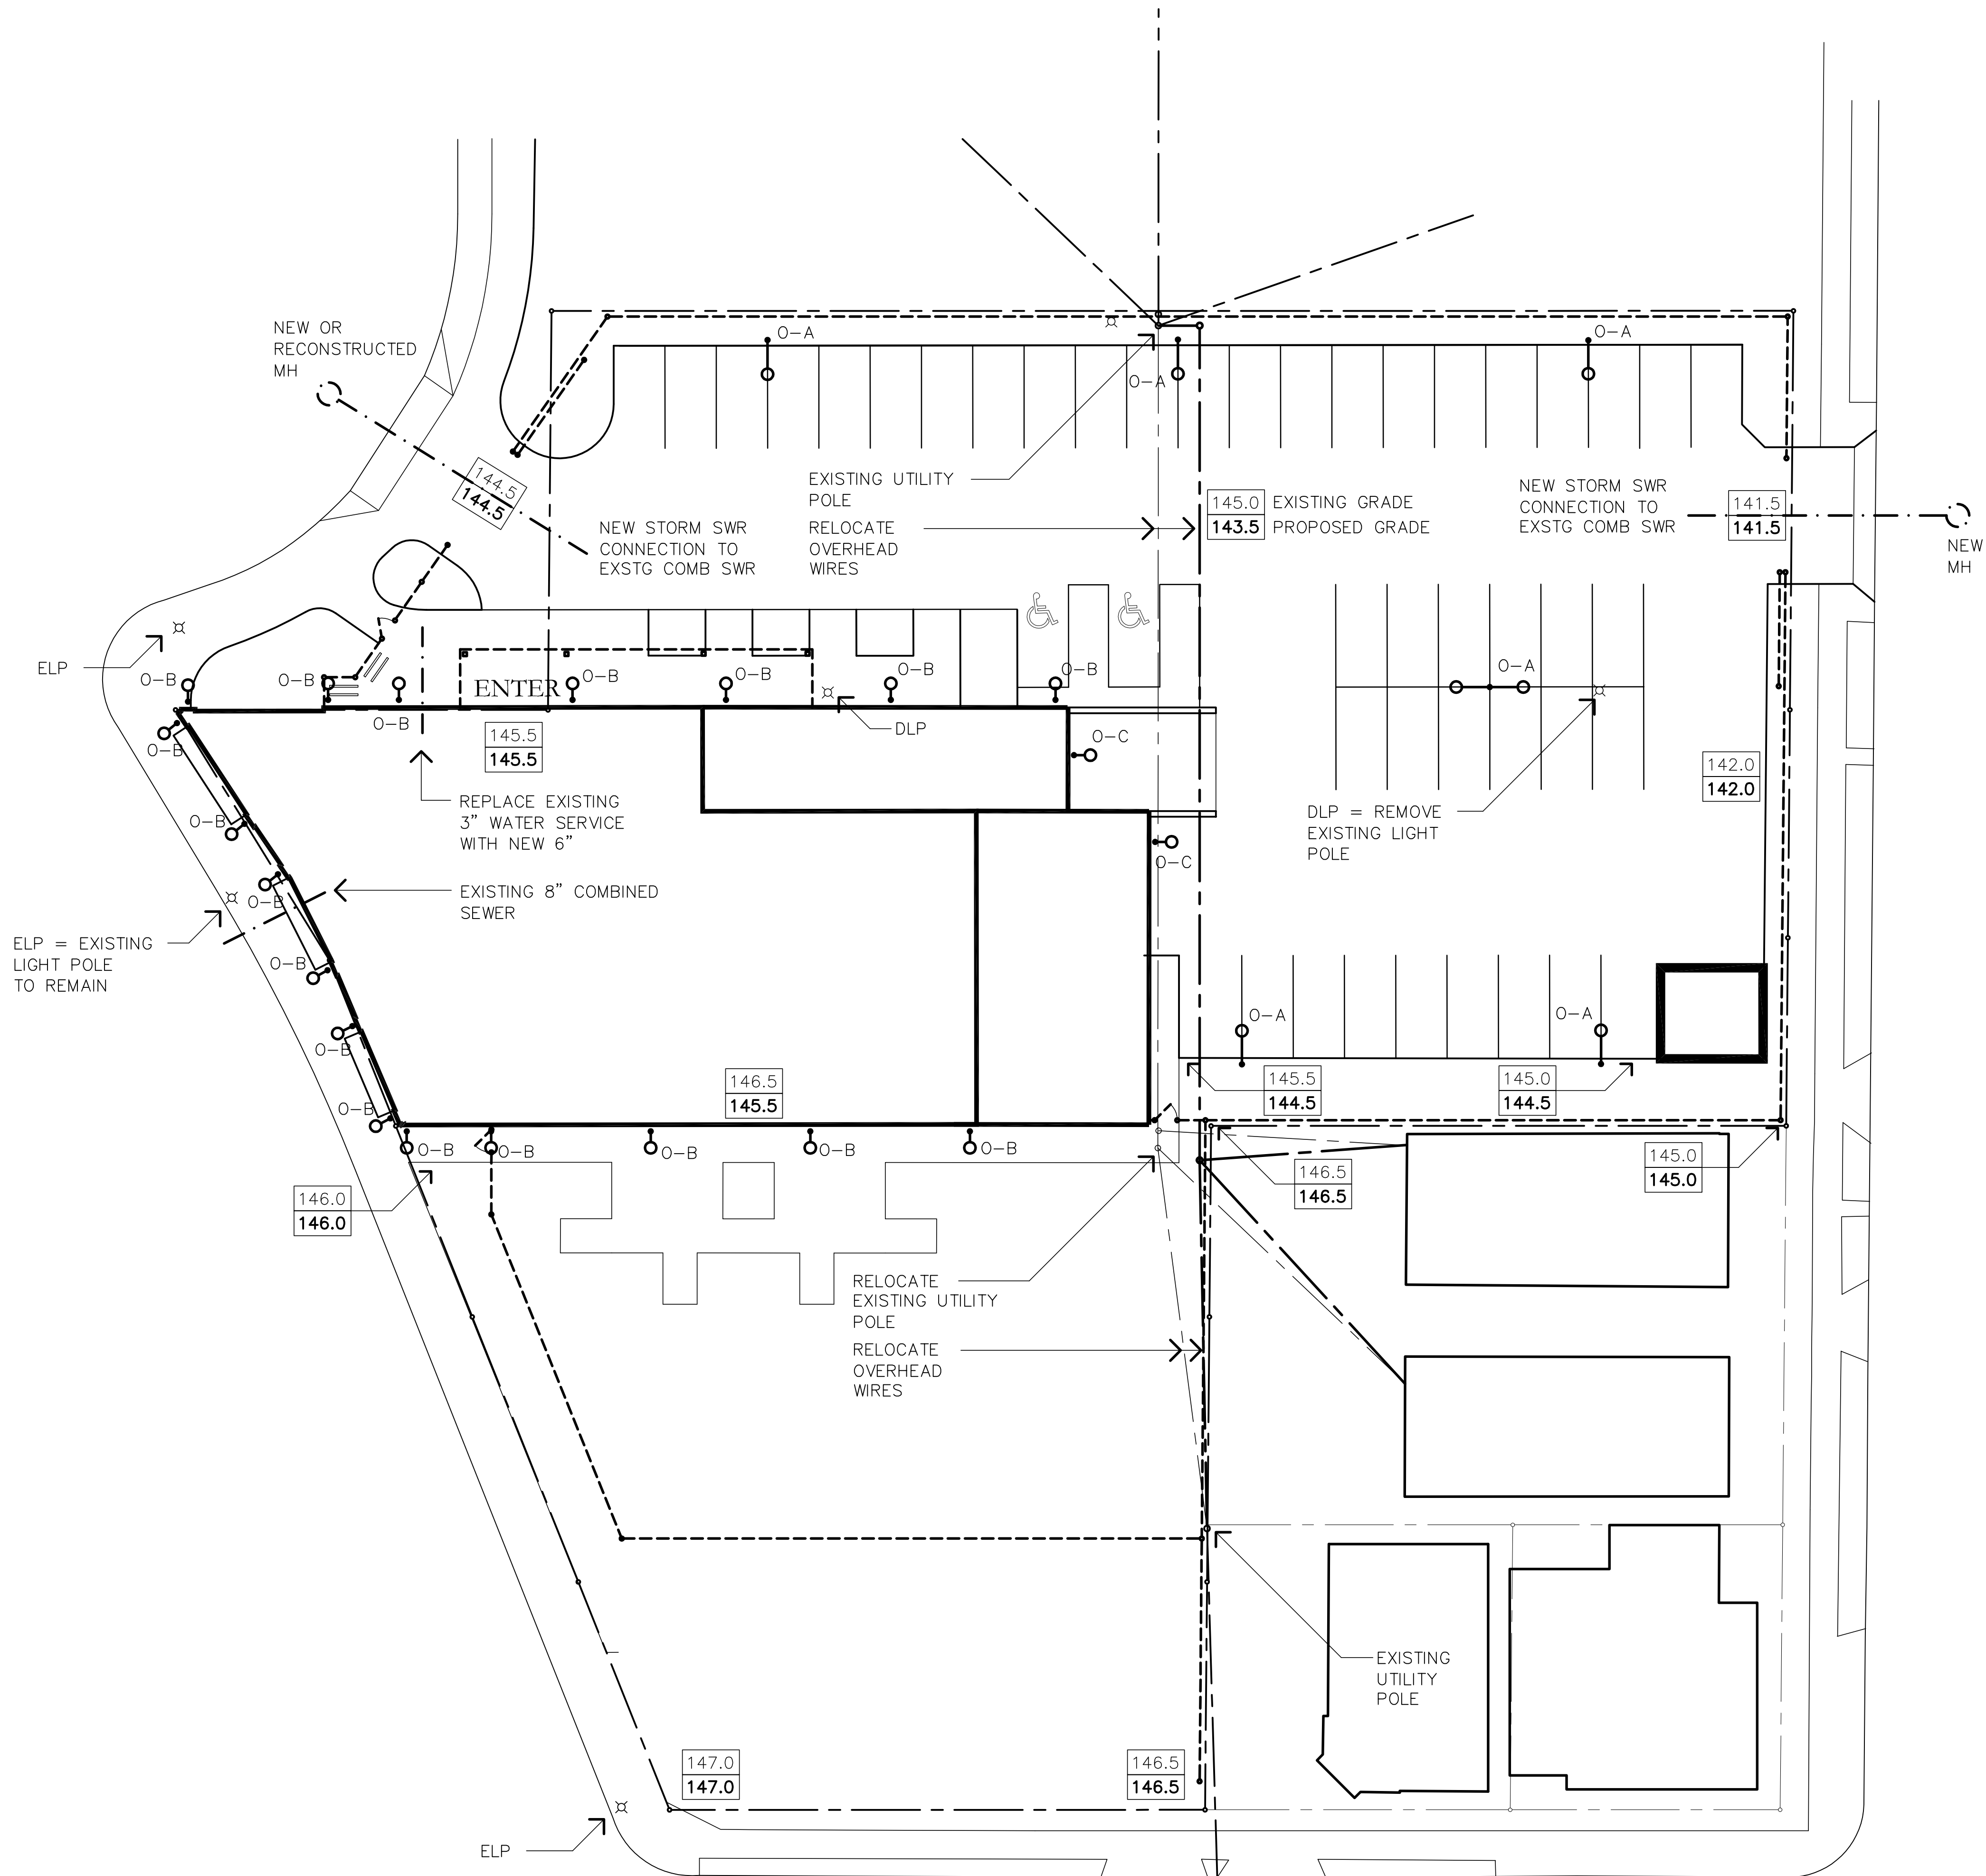 NEW OR
RECONSTRUCTED
MH
O-A
O-A
O-A
144.5
144.5
EXISTING UTILITY
POLE
RELOCATE
OVERHEAD
WIRES
145.0 EXISTING GRADE
143.5 PROPOSED GRADE
NEW STORM SWR
CONNECTION TO
EXSTG COMB SWR
141.5
141.5
NEW
MH
NEW STORM SWR
CONNECTION TO
EXSTG COMB SWR
ELP
O-B
O-B
O-B
ENTER
O-B
O-B
O-B
O-B
O-A
DLP
O-B
145.5
145.5
O-C
142.0
142.0
REPLACE EXISTING
3" WATER SERVICE
WITH NEW 6"
O-B
DLP = REMOVE
EXISTING LIGHT
POLE
O-C
EXISTING 8" COMBINED
SEWER
O-B
ELP = EXISTING
LIGHT POLE
TO REMAIN
O-B
O-B
O-A
O-A
146.5
145.5
145.5
144.5
145.0
144.5
O-B
O-B
O-B
O-B
O-B
O-B
146.0
146.0
146.5
146.5
145.0
145.0
RELOCATE
EXISTING UTILITY
POLE
RELOCATE
OVERHEAD
WIRES
EXISTING
UTILITY
POLE
147.0
147.0
146.5
146.5
ELP